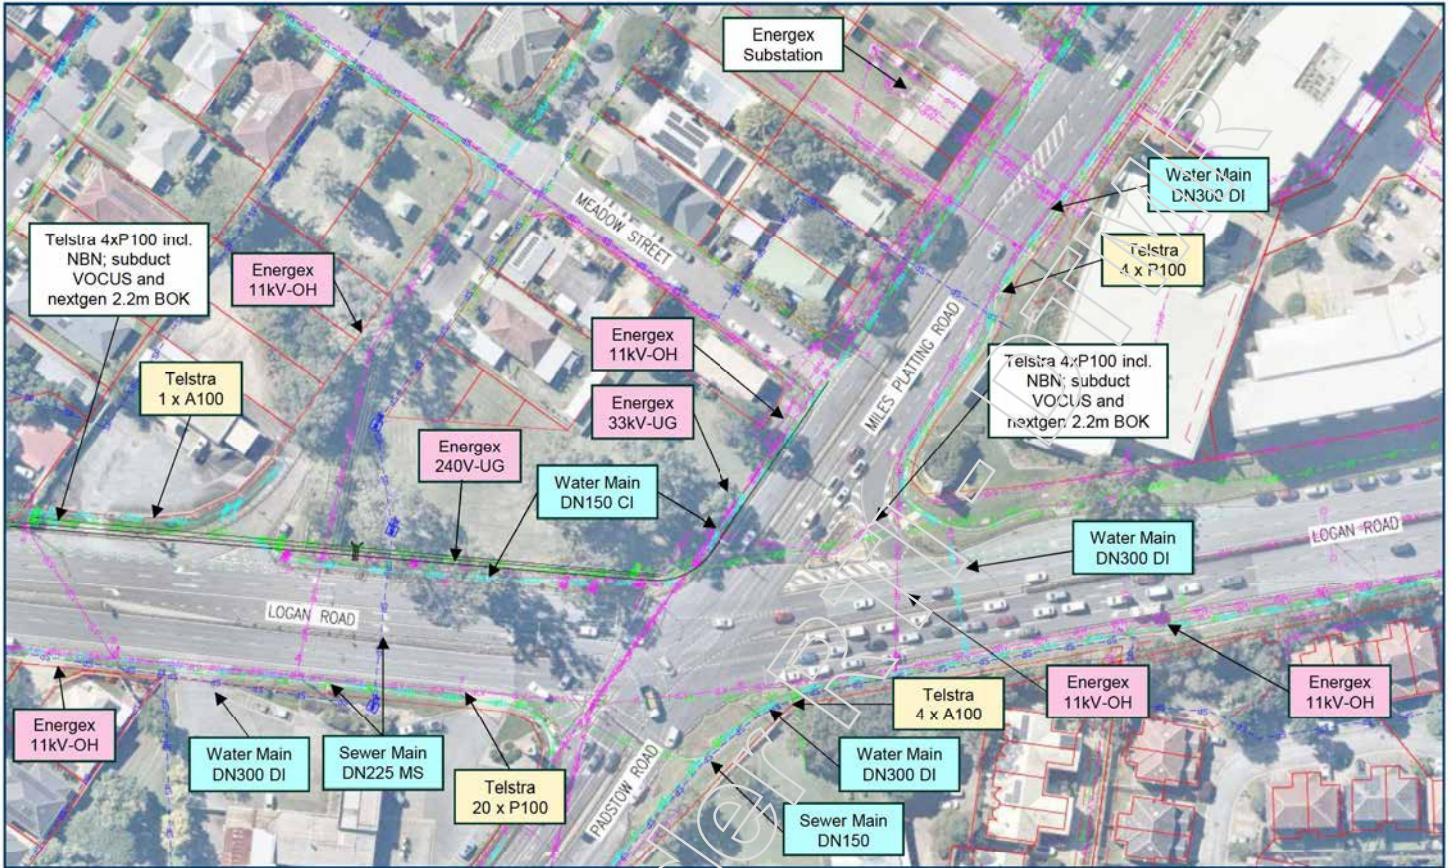 Energex
Substation
Water Main
DN300 DI
Telstra 4xP100 incl.
NBN; subduct
VOCUS and
nextgen 2.2m BOK
Energex
11kV-OH
MEADOW STREET
Telstra
4 x P100
Energex
11kV-OH
MILES PLATTING ROAD
Telstra 4xP100 incl.
NBN; subduct
VOCUS and
nextgen 2.2m BOK
Telstra
1 x A100
Energex
33kV-UG
Energex
240V-UG
Water Main
DN150 CI
Water Main
DN300 DI
LOGAN ROAD
LOGAN ROAD
Energex
11kV-OH
Water Main
DN300 DI
Sewer Main
DN225 MS
Telstra
20 x P100
PADSTOW ROAD
Telstra
4 x A100
Water Main
DN300 DI
Sewer Main
DN150
Energex
11kV-OH
Energex
11kV-OH